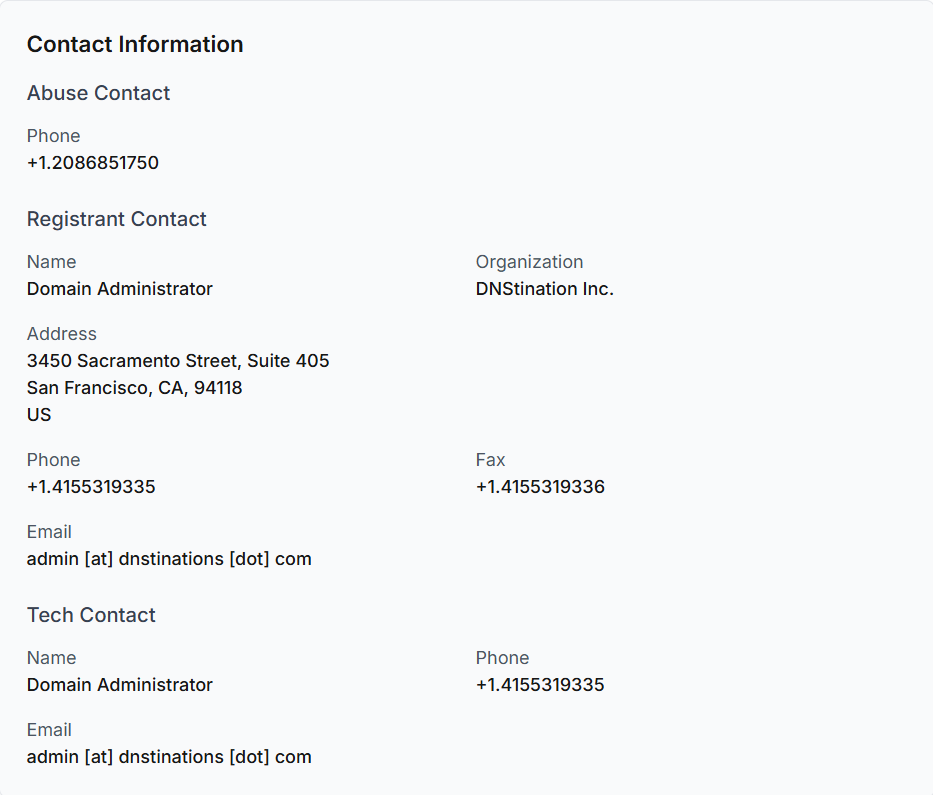 Contact Information
Abuse Contact
Phone
+1.2086851750
Registrant Contact
Name
Domain Administrator
Organization
DNStination Inc.
Address
3450 Sacramento Street, Suite 405
San Francisco, CA, 94118
US
Phone
+1.4155319335
Fax
+1.4155319336
Email
admin [at] dnstinations [dot] com
Tech Contact
Name
Domain Administrator
Phone
+1.4155319335
Email
admin [at] dnstinations [dot] com